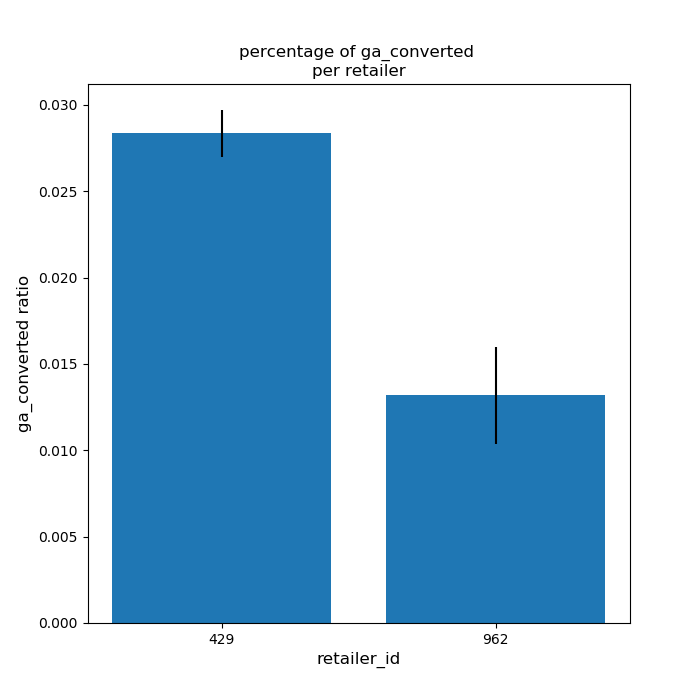 percentage of ga_converted
per retailer
0.030
0.025
0.020
0.015
0.010
0.005
0.000
ga_converted ratio
429
962
retailer_id